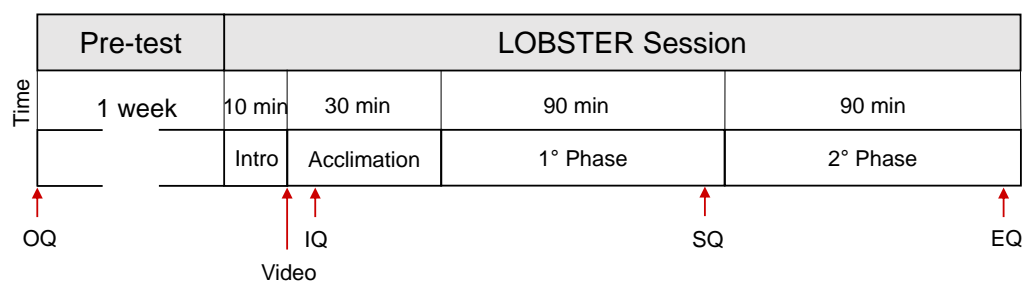 Pre-test LOBSTER Session
Time 1 week 10 min 30 min 90 min 90 min
Intro Acclimation 1° Phase 2° Phase
OQ IQ SQ EQ
Video